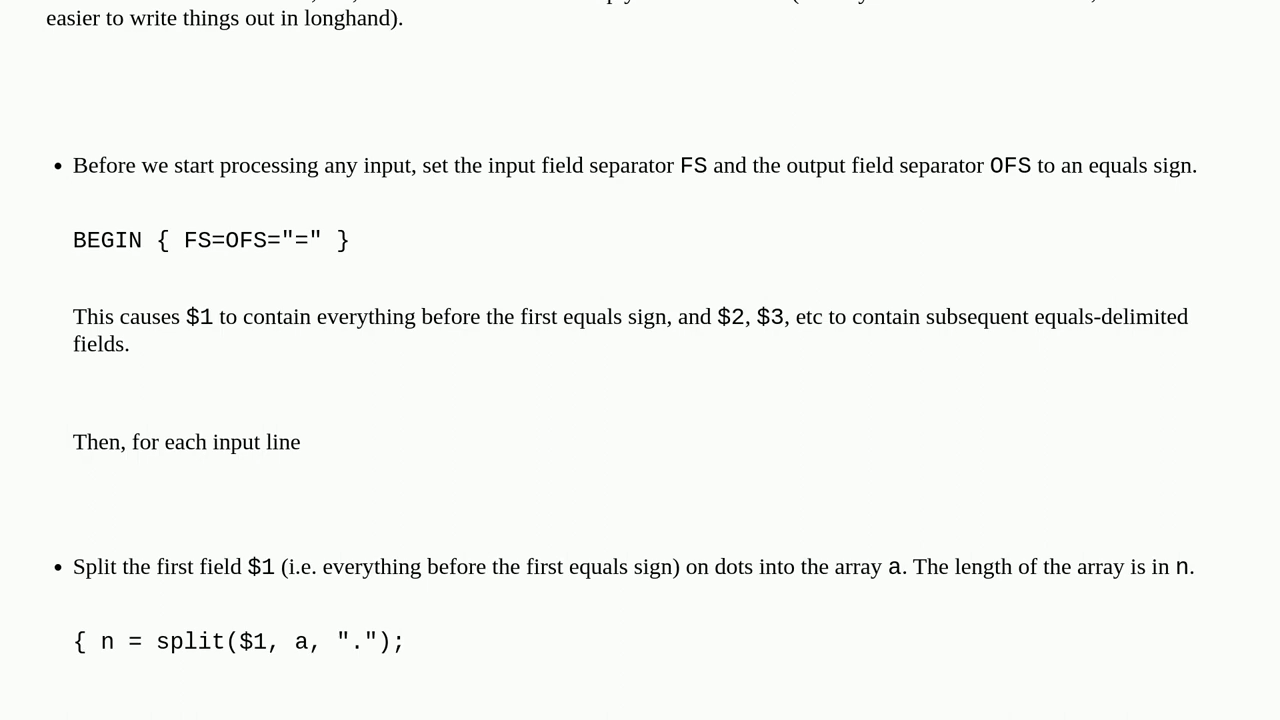 easier to write things out in longhand).
• Before we start processing any input, set the input field separator FS and the output field separator OFS to an equals sign.
BEGIN { FS=OFS="=" }
This causes $1 to contain everything before the first equals sign, and $2, $3, etc to contain subsequent equals-delimited
fields.
Then, for each input line
• Split the first field $1 (i.e. everything before the first equals sign) on dots into the array a. The length of the array is in n.
{ n = split($1, a, ".");